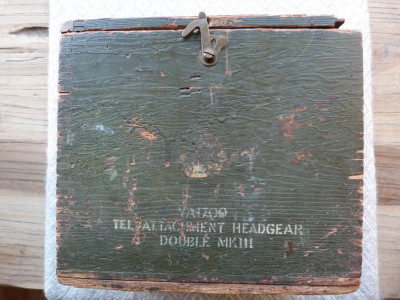 TEL ATTACHMENT HEADGEAR
DOUBLE MKIII